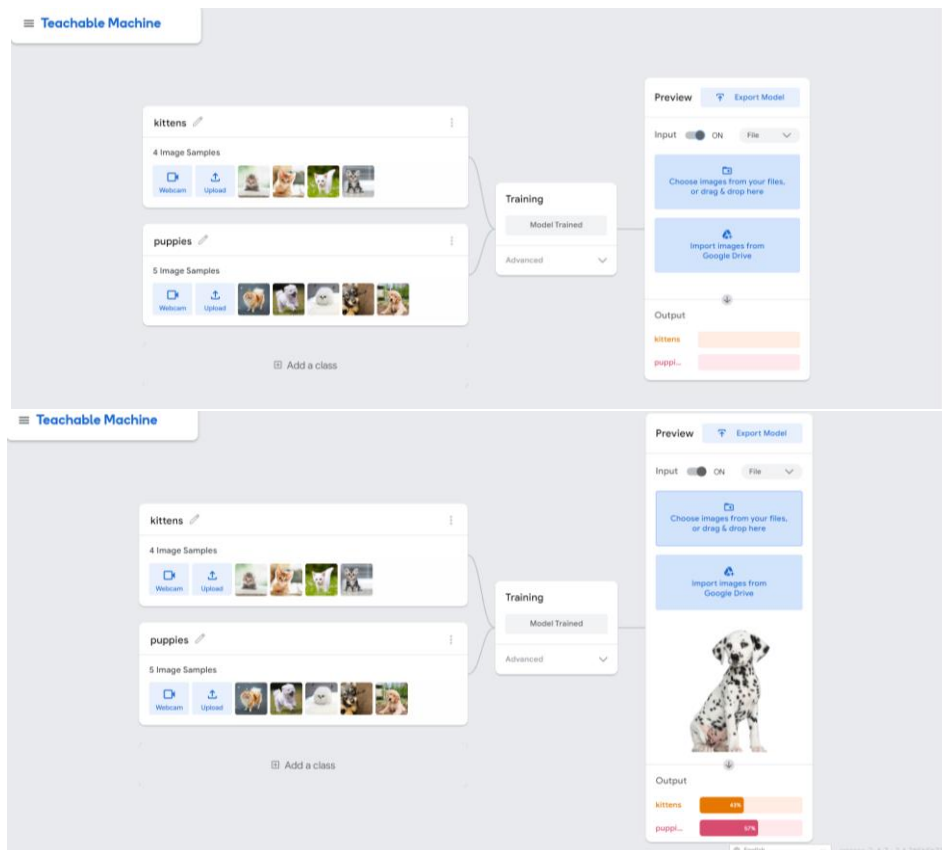 Teachable Machine
Preview
Export Model
kittens
Input ON File
4 Image Samples
Webcam Upload
Choose images from your files,
or drag & drop here
Training
Model Trained
puppies
Import images from
Google Drive
5 Image Samples
Advanced
Webcam Upload
Output
kittens
puppi...
Add a class
Teachable Machine
Preview
Export Model
Input ON File
kittens
Choose images from your files,
or drag & drop here
4 Image Samples
Webcam Upload
Import images from
Google Drive
Training
Model Trained
puppies
Advanced
5 Image Samples
Webcam Upload
Add a class
Output
kittens 43%
puppi... 57%
English